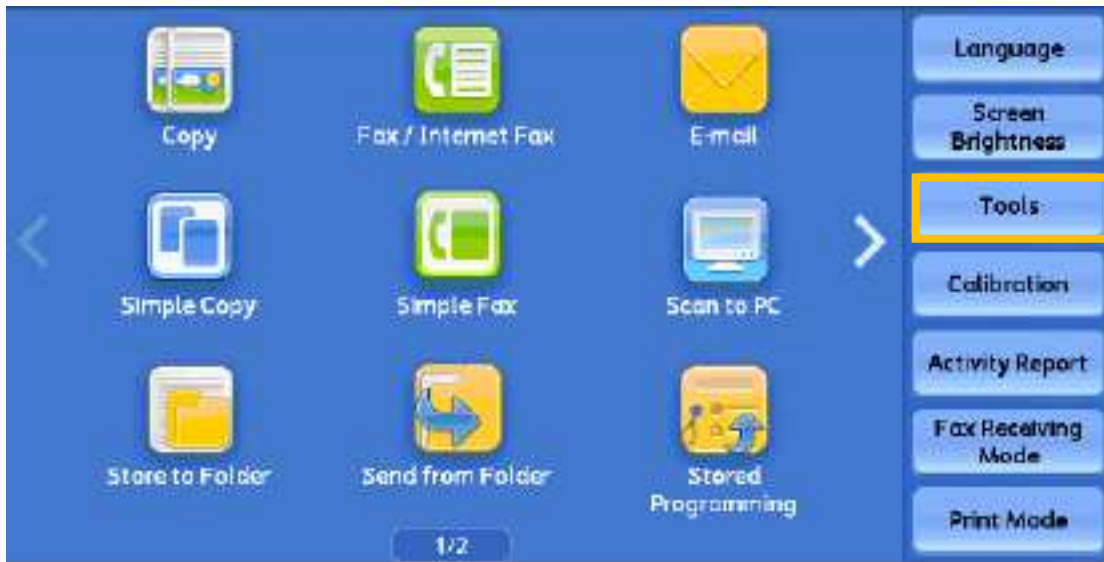 Copy
Fax / Internet Fax
E-mail
Simple Copy
Simple Fax
Scan to PC
Store to Folder
Send from Folder
Stored
Programming
1/2
Language
Screen
Brightness
Tools
Calibration
Activity Report
Fax Receiving
Mode
Print Mode